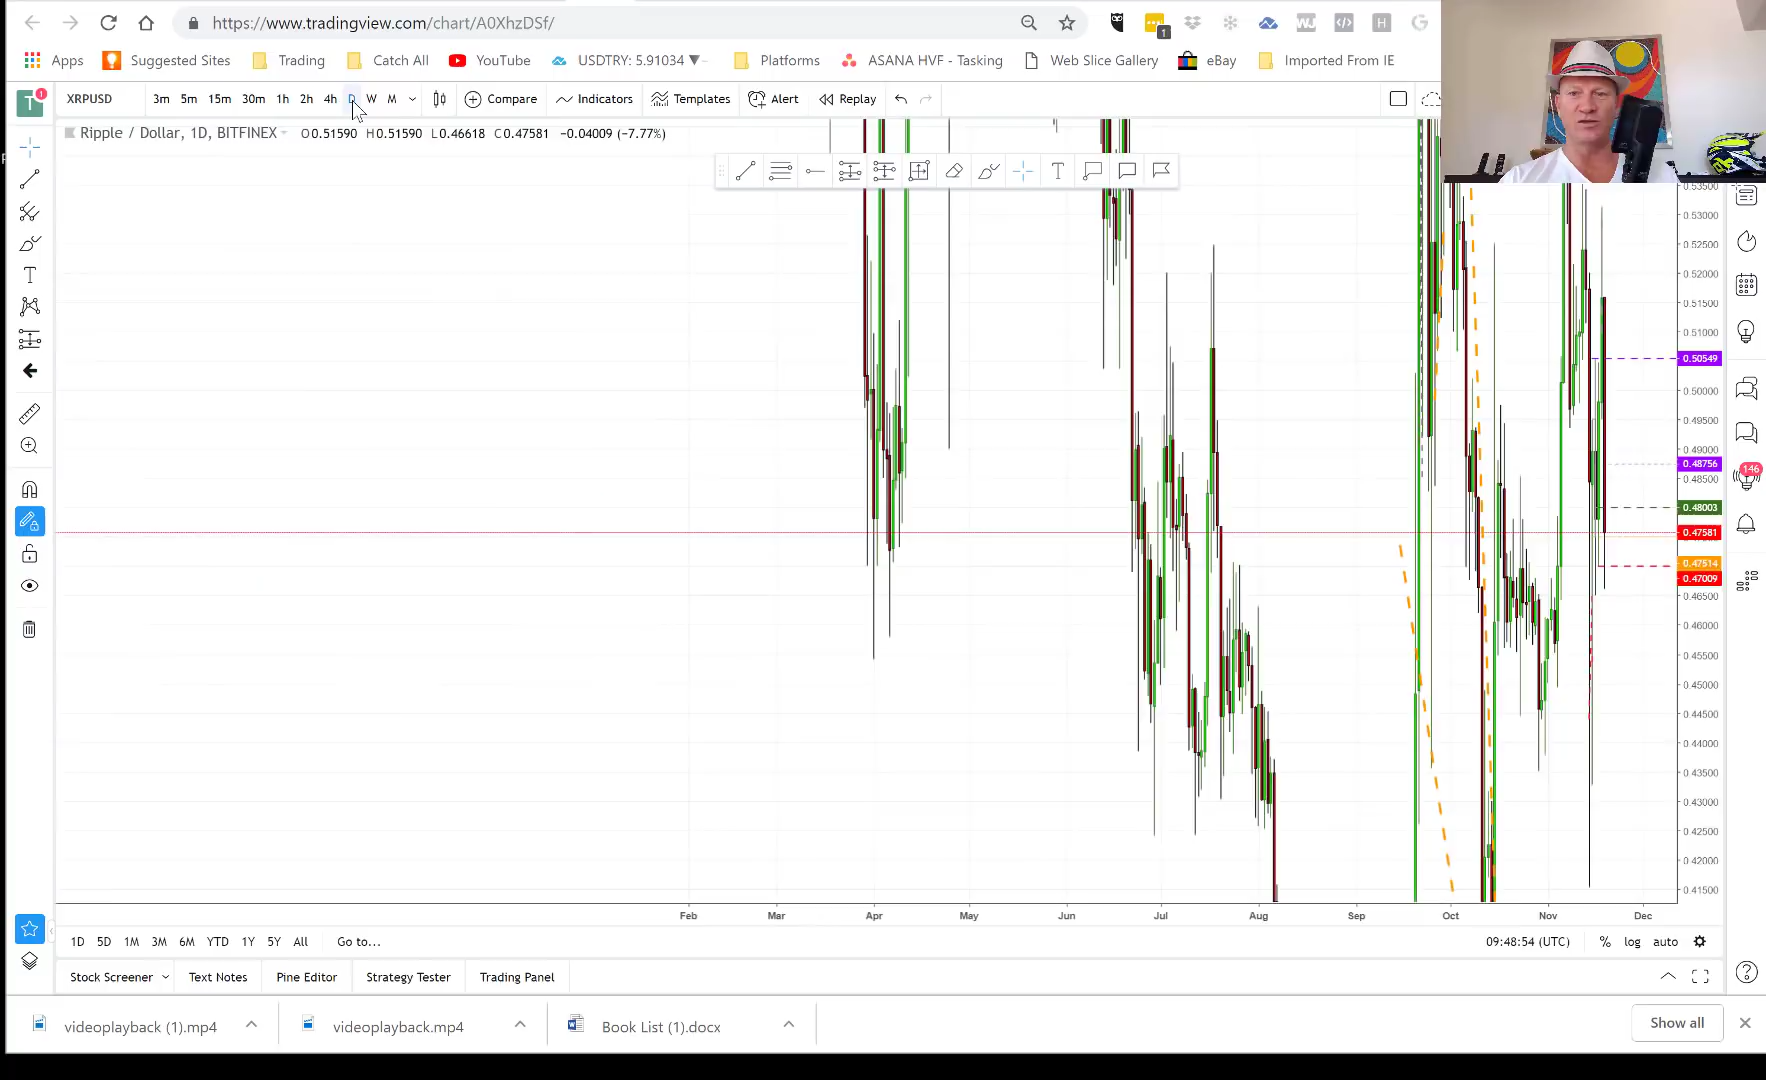 https://www.tradingview.com/chart/A0XhzDSf/
1
WJ
H
G
Apps
Suggested Sites
Trading
Catch All
YouTube
USDTRY: 5.91034 ▼−
Platforms
ASANA HVF - Tasking
Web Slice Gallery
eBay
Imported From IE
T
1
XRPUSD
3m 5m 15m 30m 1h 2h 4h D W M
Compare
Indicators
Templates
Alert
Replay
Ripple / Dollar, 1D, BITFINEX
O0.51590 H0.51590 L0.46618 C0.47581 −0.04009 (−7.77%)
T
T
0.53500
0.53000
0.52500
0.52000
0.51500
0.51000
0.50549
0.50000
0.49500
0.49000
0.48756
0.48500
146
0.48003
0.47581
0.47514
0.47009
0.46500
0.46000
0.45500
0.45000
0.44500
0.44000
0.43500
0.43000
0.42500
0.42000
0.41500
Feb Mar Apr May Jun Jul Aug Sep Oct Nov Dec
1D 5D 1M 3M 6M YTD 1Y 5Y All
Go to...
09:48:54 (UTC)
% log auto
Stock Screener
Text Notes
Pine Editor
Strategy Tester
Trading Panel
videoplayback (1).mp4
videoplayback.mp4
Book List (1).docx
Show all